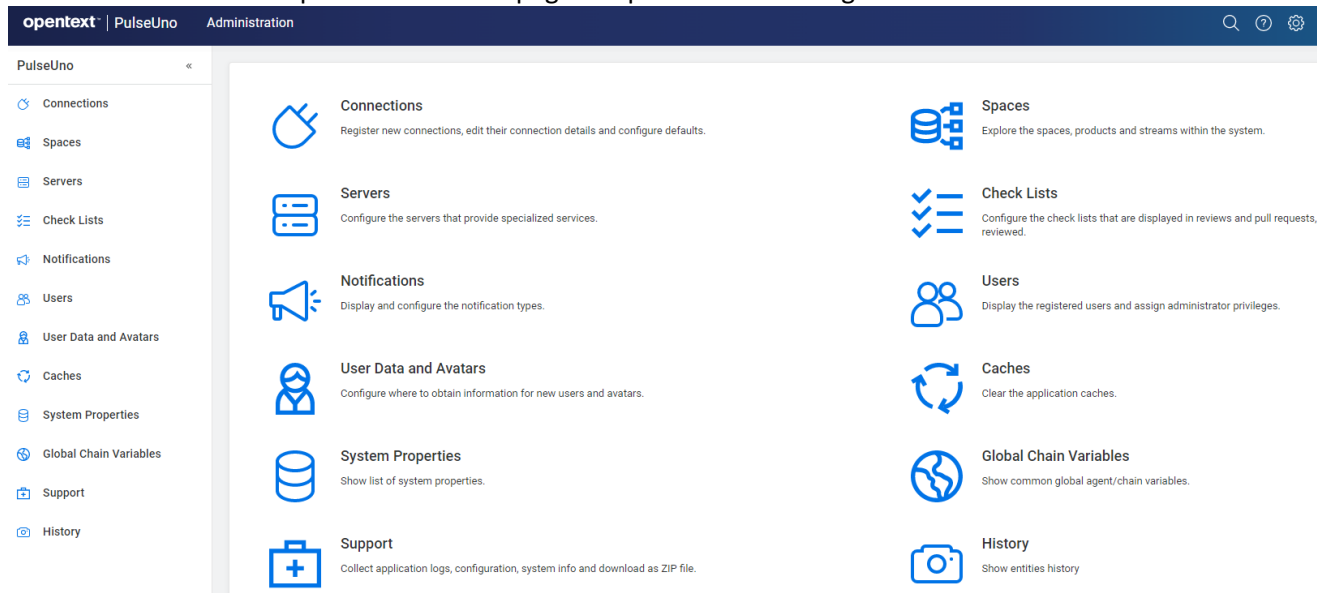 opentext™ | PulseUno Administration
PulseUno «
Connections
Spaces
Servers
Check Lists
Notifications
Users
User Data and Avatars
Caches
System Properties
Global Chain Variables
Support
History
Connections
Register new connections, edit their connection details and configure defaults.
Spaces
Explore the spaces, products and streams within the system.
Servers
Configure the servers that provide specialized services.
Check Lists
Configure the check lists that are displayed in reviews and pull requests,
reviewed.
Notifications
Display and configure the notification types.
Users
Display the registered users and assign administrator privileges.
User Data and Avatars
Configure where to obtain information for new users and avatars.
Caches
Clear the application caches.
System Properties
Show list of system properties.
Global Chain Variables
Show common global agent/chain variables.
Support
Collect application logs, configuration, system info and download as ZIP file.
History
Show entities history